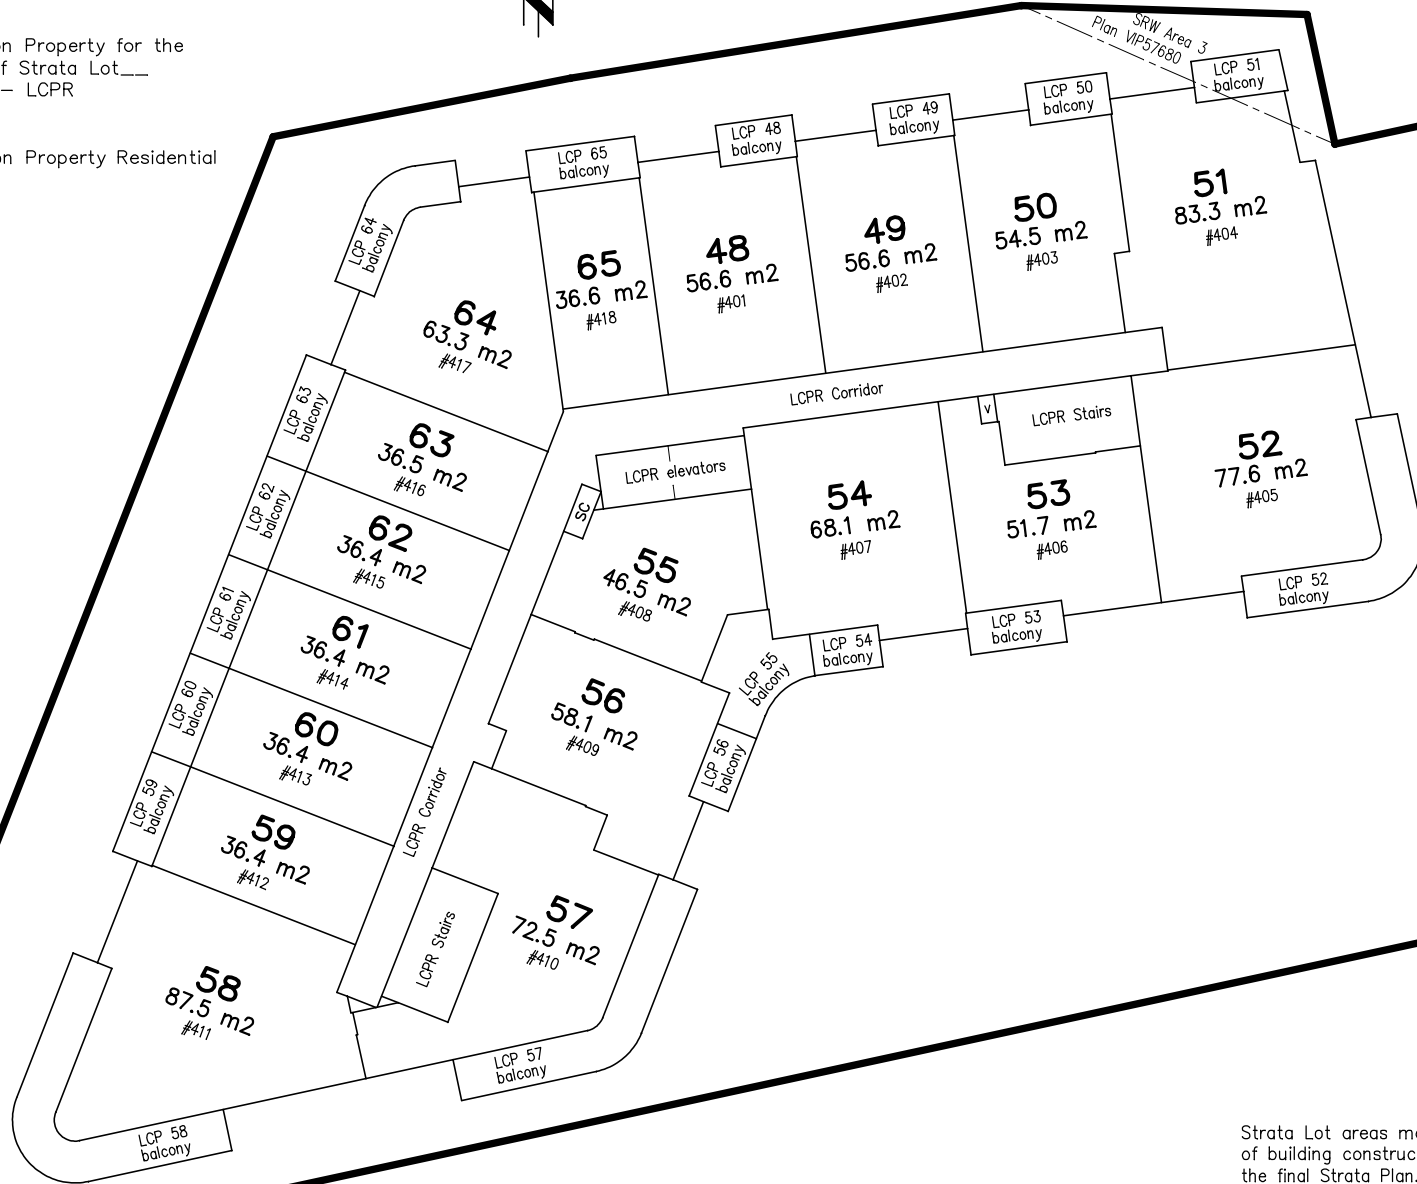 on Property for the
f Strata Lot__
– LCPR
on Property Residential
SRW Area 3
Plan VIP57680
LCP 51
balcony
LCP 50
balcony
LCP 49
balcony
LCP 48
balcony
LCP 65
balcony
LCP 64
balcony
51
83.3 m2
#404
50
54.5 m2
#403
49
56.6 m2
#402
48
56.6 m2
#401
65
36.6 m2
#418
64
63.3 m2
#417
LCPR Corridor
V
LCPR Stairs
LCPR elevators
SC
LCP 63
balcony
63
36.5 m2
#416
52
77.6 m2
#405
53
51.7 m2
#406
54
68.1 m2
#407
55
46.5 m2
#408
LCP 62
balcony
62
36.4 m2
#415
LCP 52
balcony
LCP 53
balcony
LCP 54
balcony
LCP 55
balcony
LCP 61
balcony
61
36.4 m2
#414
56
58.1 m2
#409
LCP 56
balcony
LCP 60
balcony
60
36.4 m2
#413
LCP 59
balcony
59
36.4 m2
#412
LCPR Corridor
LCPR Stairs
57
72.5 m2
#410
58
87.5 m2
#411
LCP 57
balcony
LCP 58
balcony
Strata Lot areas m
of building construc
the final Strata Plan.